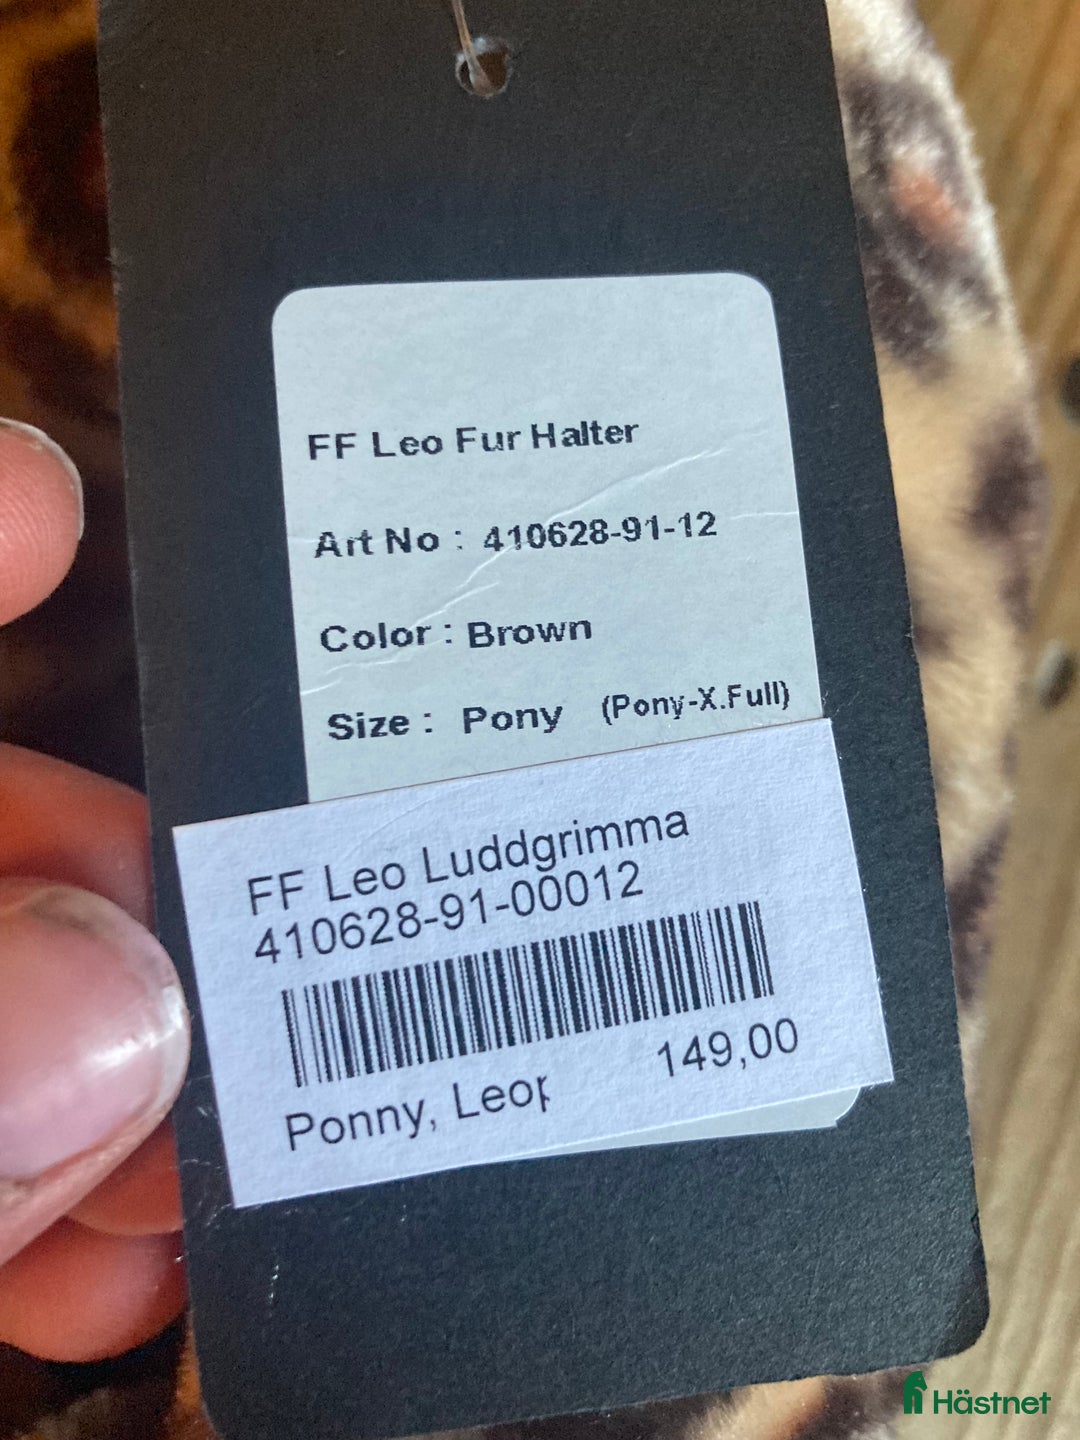 FF Leo Fur Halter
Art No : 410628-91-12
Color : Brown
Size : Pony (Pony-X.Full)
FF Leo Luddgrimma
410628-91-00012
149,00
Ponny, Leop
Hästnet